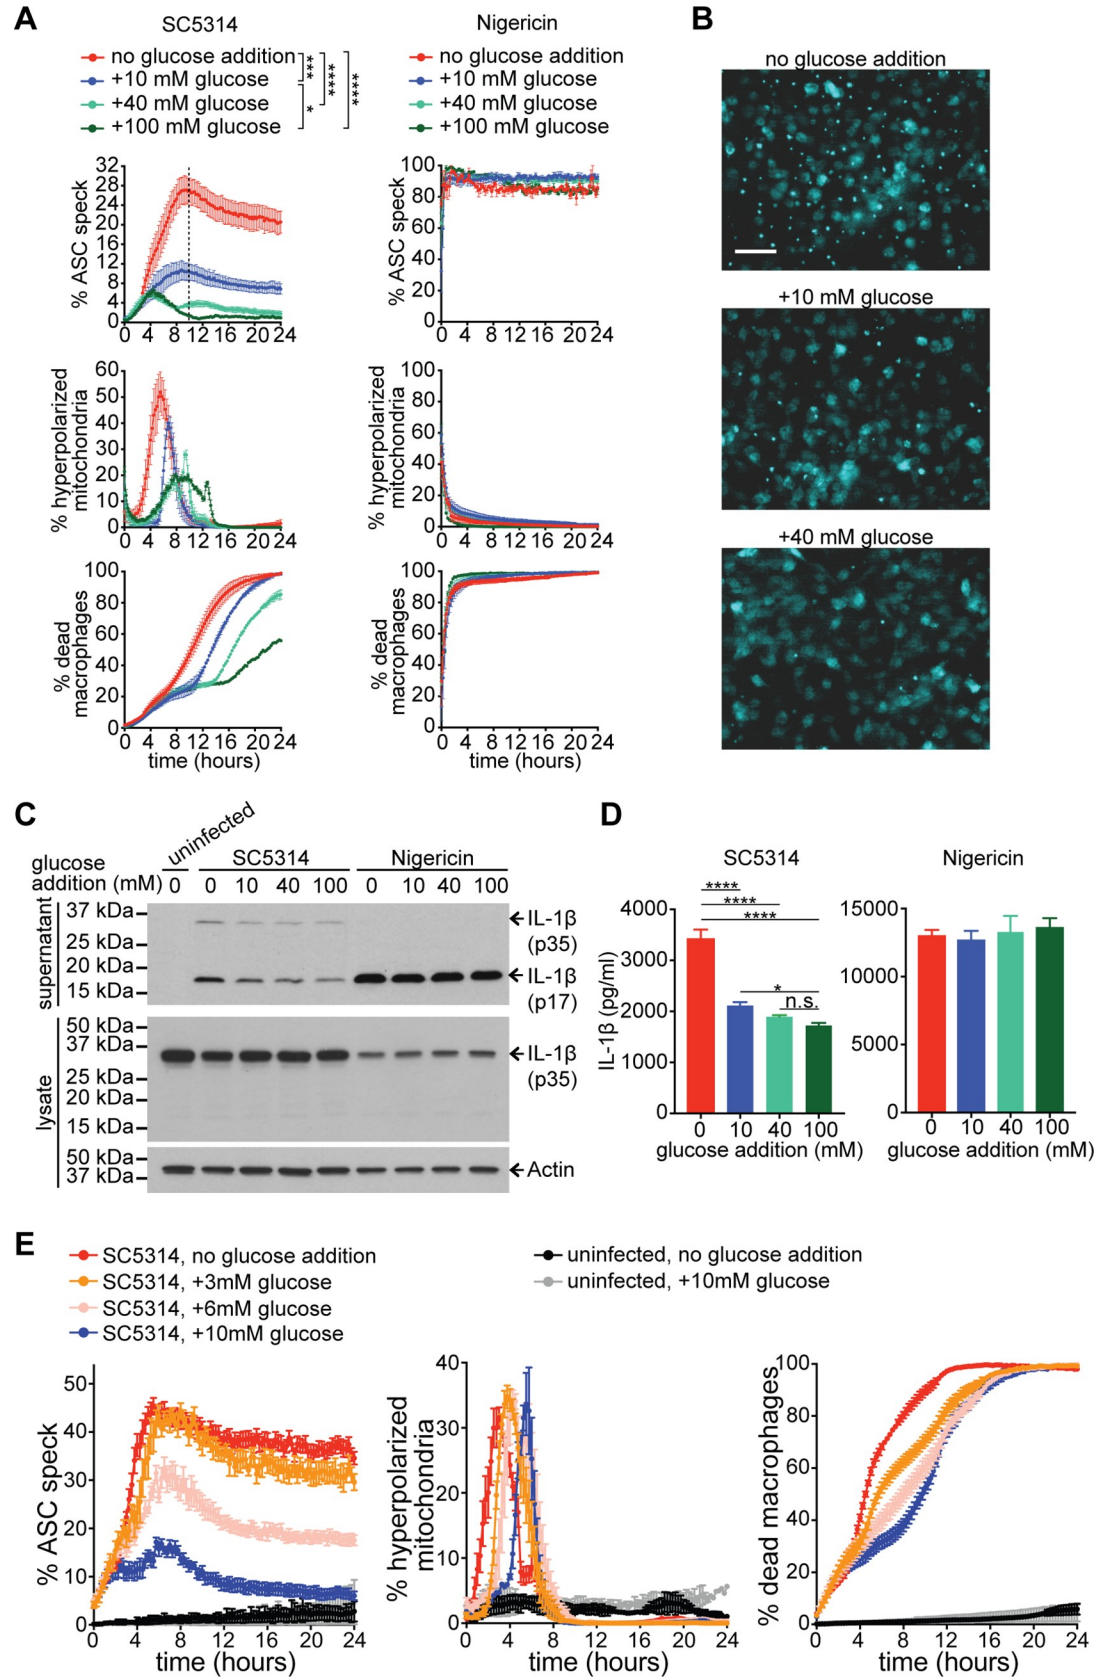 A
SC5314
no glucose addition
+10 mM glucose
+40 mM glucose
+100 mM glucose
***
****
****
*
Nigericin
no glucose addition
+10 mM glucose
+40 mM glucose
+100 mM glucose
% ASC speck
32
28
24
20
16
12
8
4
0
0 4 8 12 16 20 24
% ASC speck
100
80
60
40
20
0
0 4 8 12 16 20 24
% hyperpolarized
mitochondria
60
50
40
30
20
10
0
0 4 8 12 16 20 24
% hyperpolarized
mitochondria
100
80
60
40
20
0
0 4 8 12 16 20 24
% dead
macrophages
100
80
60
40
20
0
0 4 8 12 16 20 24
time (hours)
% dead
macrophages
100
80
60
40
20
0
0 4 8 12 16 20 24
time (hours)
B
no glucose addition
+10 mM glucose
+40 mM glucose
C
uninfected
SC5314
Nigericin
glucose
addition (mM)
0 0 10 40 100 0 10 40 100
supernatant
37 kDa
25 kDa
20 kDa
15 kDa
IL-1β
(p35)
IL-1β
(p17)
lysate
50 kDa
37 kDa
25 kDa
20 kDa
15 kDa
IL-1β
(p35)
50 kDa
37 kDa
Actin
D
SC5314
****
****
****
*
n.s.
IL-1β (pg/ml)
4000
3000
2000
1000
0
0 10 40 100
glucose addition (mM)
Nigericin
15000
10000
5000
0
0 10 40 100
glucose addition (mM)
E
SC5314, no glucose addition
SC5314, +3mM glucose
SC5314, +6mM glucose
SC5314, +10mM glucose
uninfected, no glucose addition
uninfected, +10mM glucose
% ASC speck
50
40
30
20
10
0
0 4 8 12 16 20 24
time (hours)
% hyperpolarized
mitochondria
40
30
20
10
0
0 4 8 12 16 20 24
time (hours)
% dead macrophages
100
80
60
40
20
0
0 4 8 12 16 20 24
time (hours)